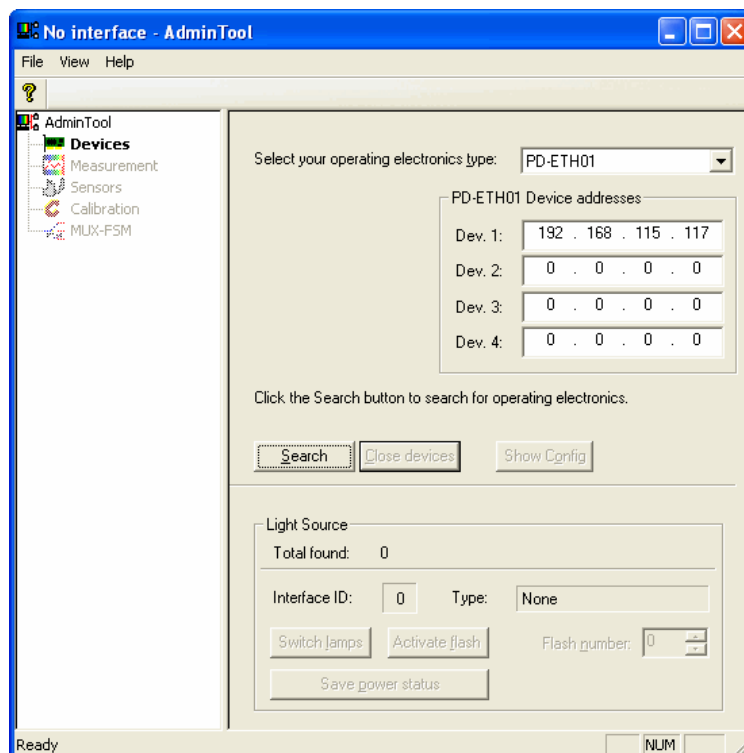 No interface - AdminTool
File View Help
AdminTool
Devices
Measurement
Sensors
Calibration
MUX-FSM
Select your operating electronics type: PD-ETH01
PD-ETH01 Device addresses
Dev. 1: 192 . 168 . 115 . 117
Dev. 2: 0 . 0 . 0 . 0
Dev. 3: 0 . 0 . 0 . 0
Dev. 4: 0 . 0 . 0 . 0
Click the Search button to search for operating electronics.
Search Close devices Show Config
Light Source
Total found: 0
Interface ID: 0 Type: None
Switch lamps Activate flash Flash number: 0
Save power status
Ready NUM